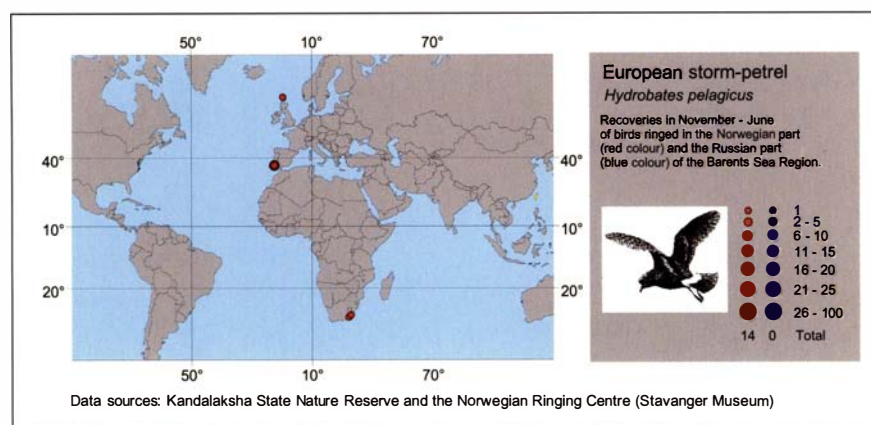 50° 10° 70°
European storm-petrel
Hydrobates pelagicus
Recoveries in November - June
of birds ringed in the Norwegian part
(red colour) and the Russian part
(blue colour) of the Barents Sea Region.
40° 40°
10° 10°
20° 20°
1
2 - 5
6 - 10
11 - 15
16 - 20
21 - 25
26 - 100
14 0 Total
50° 10° 70°
Data sources: Kandalaksha State Nature Reserve and the Norwegian Ringing Centre (Stavanger Museum)